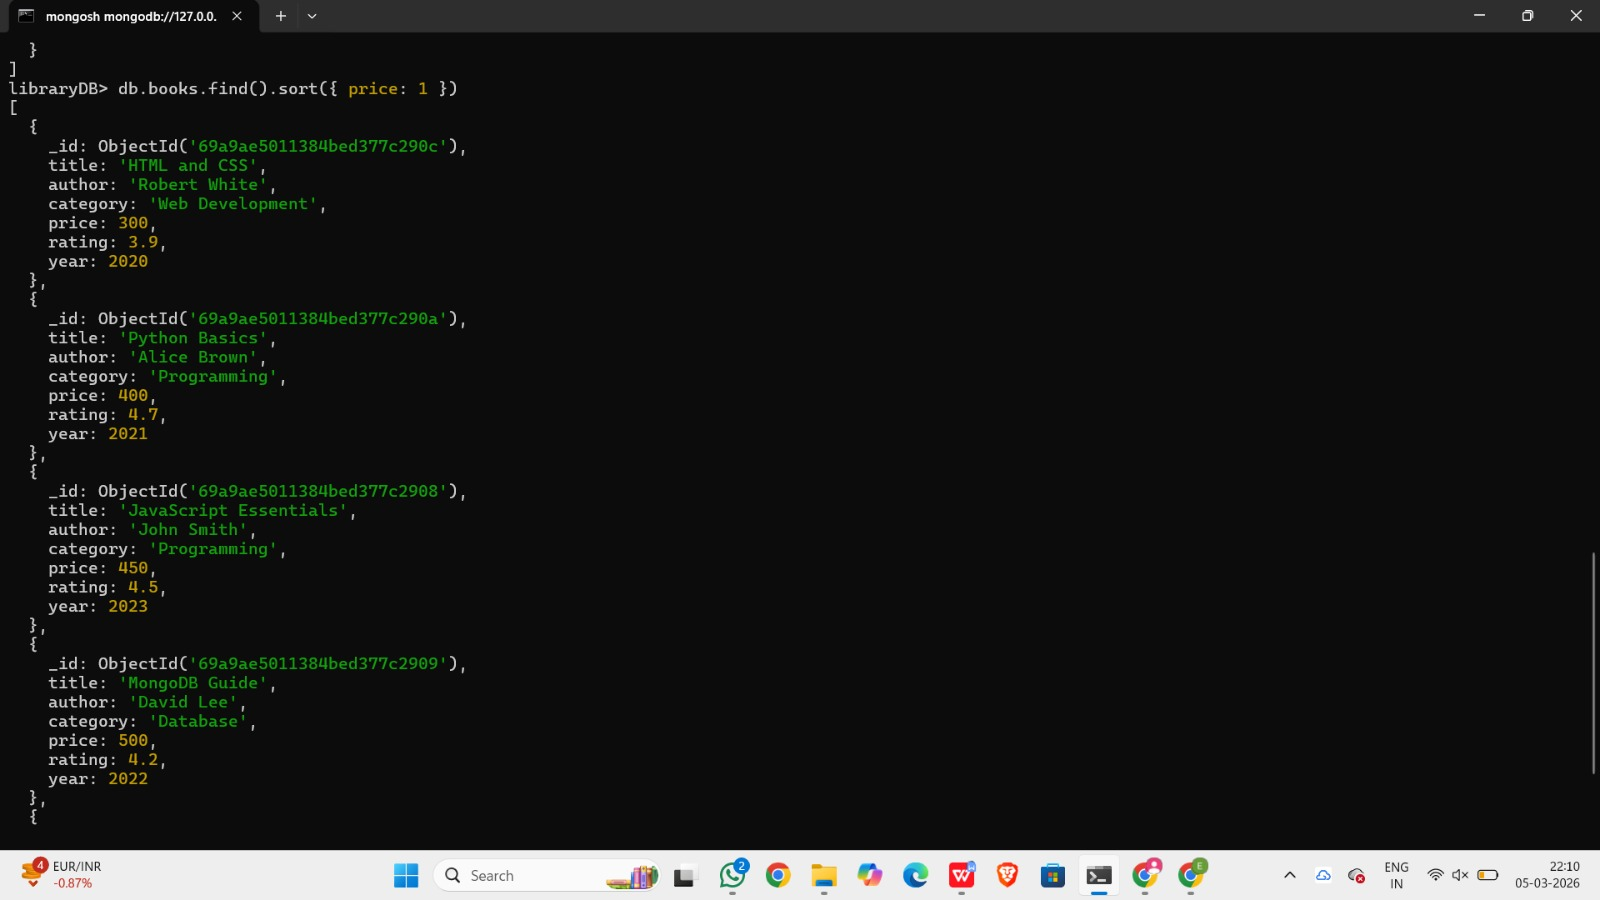 mongosh mongodb://127.0.0.
}
]
libraryDB> db.books.find().sort({ price: 1 })
[
{
_id: ObjectId('69a9ae5011384bed377c290c'),
title: 'HTML and CSS',
author: 'Robert White',
category: 'Web Development',
price: 300,
rating: 3.9,
year: 2020
},
{
_id: ObjectId('69a9ae5011384bed377c290a'),
title: 'Python Basics',
author: 'Alice Brown',
category: 'Programming',
price: 400,
rating: 4.7,
year: 2021
},
{
_id: ObjectId('69a9ae5011384bed377c2908'),
title: 'JavaScript Essentials',
author: 'John Smith',
category: 'Programming',
price: 450,
rating: 4.5,
year: 2023
},
{
_id: ObjectId('69a9ae5011384bed377c2909'),
title: 'MongoDB Guide',
author: 'David Lee',
category: 'Database',
price: 500,
rating: 4.2,
year: 2022
},
{
4
EUR/INR
-0.87%
Search
2
W
E
ENG
IN
22:10
05-03-2026